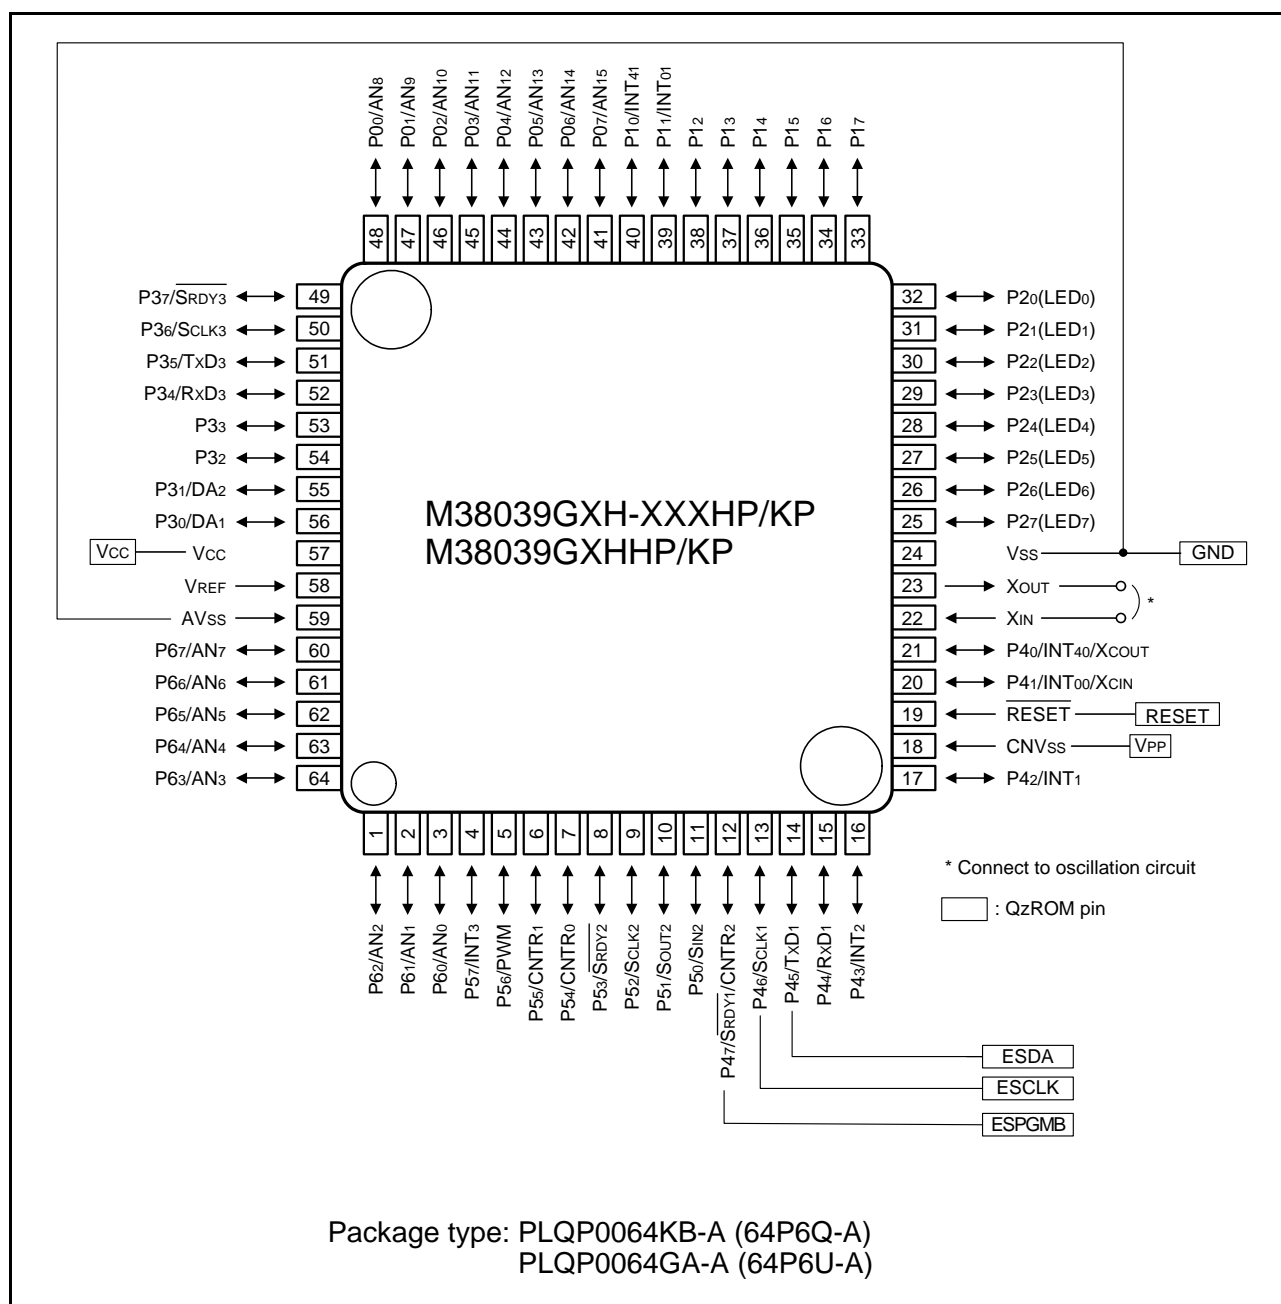 P00/AN8
P01/AN9
P02/AN10
P03/AN11
P04/AN12
P05/AN13
P06/AN14
P07/AN15
P10/INT41
P11/INT01
P12
P13
P14
P15
P16
P17
48 47 46 45 44 43 42 41 40 39 38 37 36 35 34 33
P37/SRDY3 49
P36/SCLK3 50
P35/TXD3 51
P34/RXD3 52
P33 53
P32 54
P31/DA2 55
P30/DA1 56
VCC VCC 57
VREF 58
AVSS 59
P67/AN7 60
P66/AN6 61
P65/AN5 62
P64/AN4 63
P63/AN3 64
M38039GXH-XXXHP/KP
M38039GXHHP/KP
32 P20(LED0)
31 P21(LED1)
30 P22(LED2)
29 P23(LED3)
28 P24(LED4)
27 P25(LED5)
26 P26(LED6)
25 P27(LED7)
24 VSS GND
23 XOUT
*
22 XIN
21 P40/INT40/XCOUT
20 P41/INT00/XCIN
19 RESET RESET
18 CNVSS VPP
17 P42/INT1
1 2 3 4 5 6 7 8 9 10 11 12 13 14 15 16
P62/AN2
P61/AN1
P60/AN0
P57/INT3
P56/PWM
P55/CNTR1
P54/CNTR0
P53/SRDY2
P52/SCLK2
P51/SOUT2
P50/SIN2
P47/SRDY1/CNTR2
P46/SCLK1
P45/TXD1
P44/RXD1
P43/INT2
* Connect to oscillation circuit
: QzROM pin
ESDA
ESCLK
ESPGMB
Package type: PLQP0064KB-A (64P6Q-A)
PLQP0064GA-A (64P6U-A)